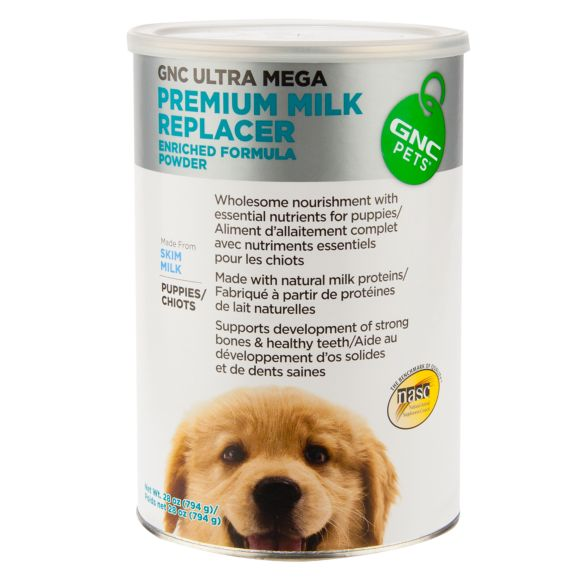 GNC ULTRA MEGA
PREMIUM MILK
REPLACER
ENRICHED FORMULA
POWDER
GNC
PETS
Wholesome nourishment with
essential nutrients for puppies/
Aliment d'allaitement complet
avec nutriments essentiels
pour les chiots
Made From
SKIM
MILK
PUPPIES/
CHIOTS
Made with natural milk proteins/
Fabriqué à partir de protéines
de lait naturelles
Supports development of strong
bones & healthy teeth/Aide au
développement d'os solides
et de dents saines
THE BENCHMARK OF
nasc
Net Wt. 28 oz (794 g)/
Poids net 28 oz (794 g)